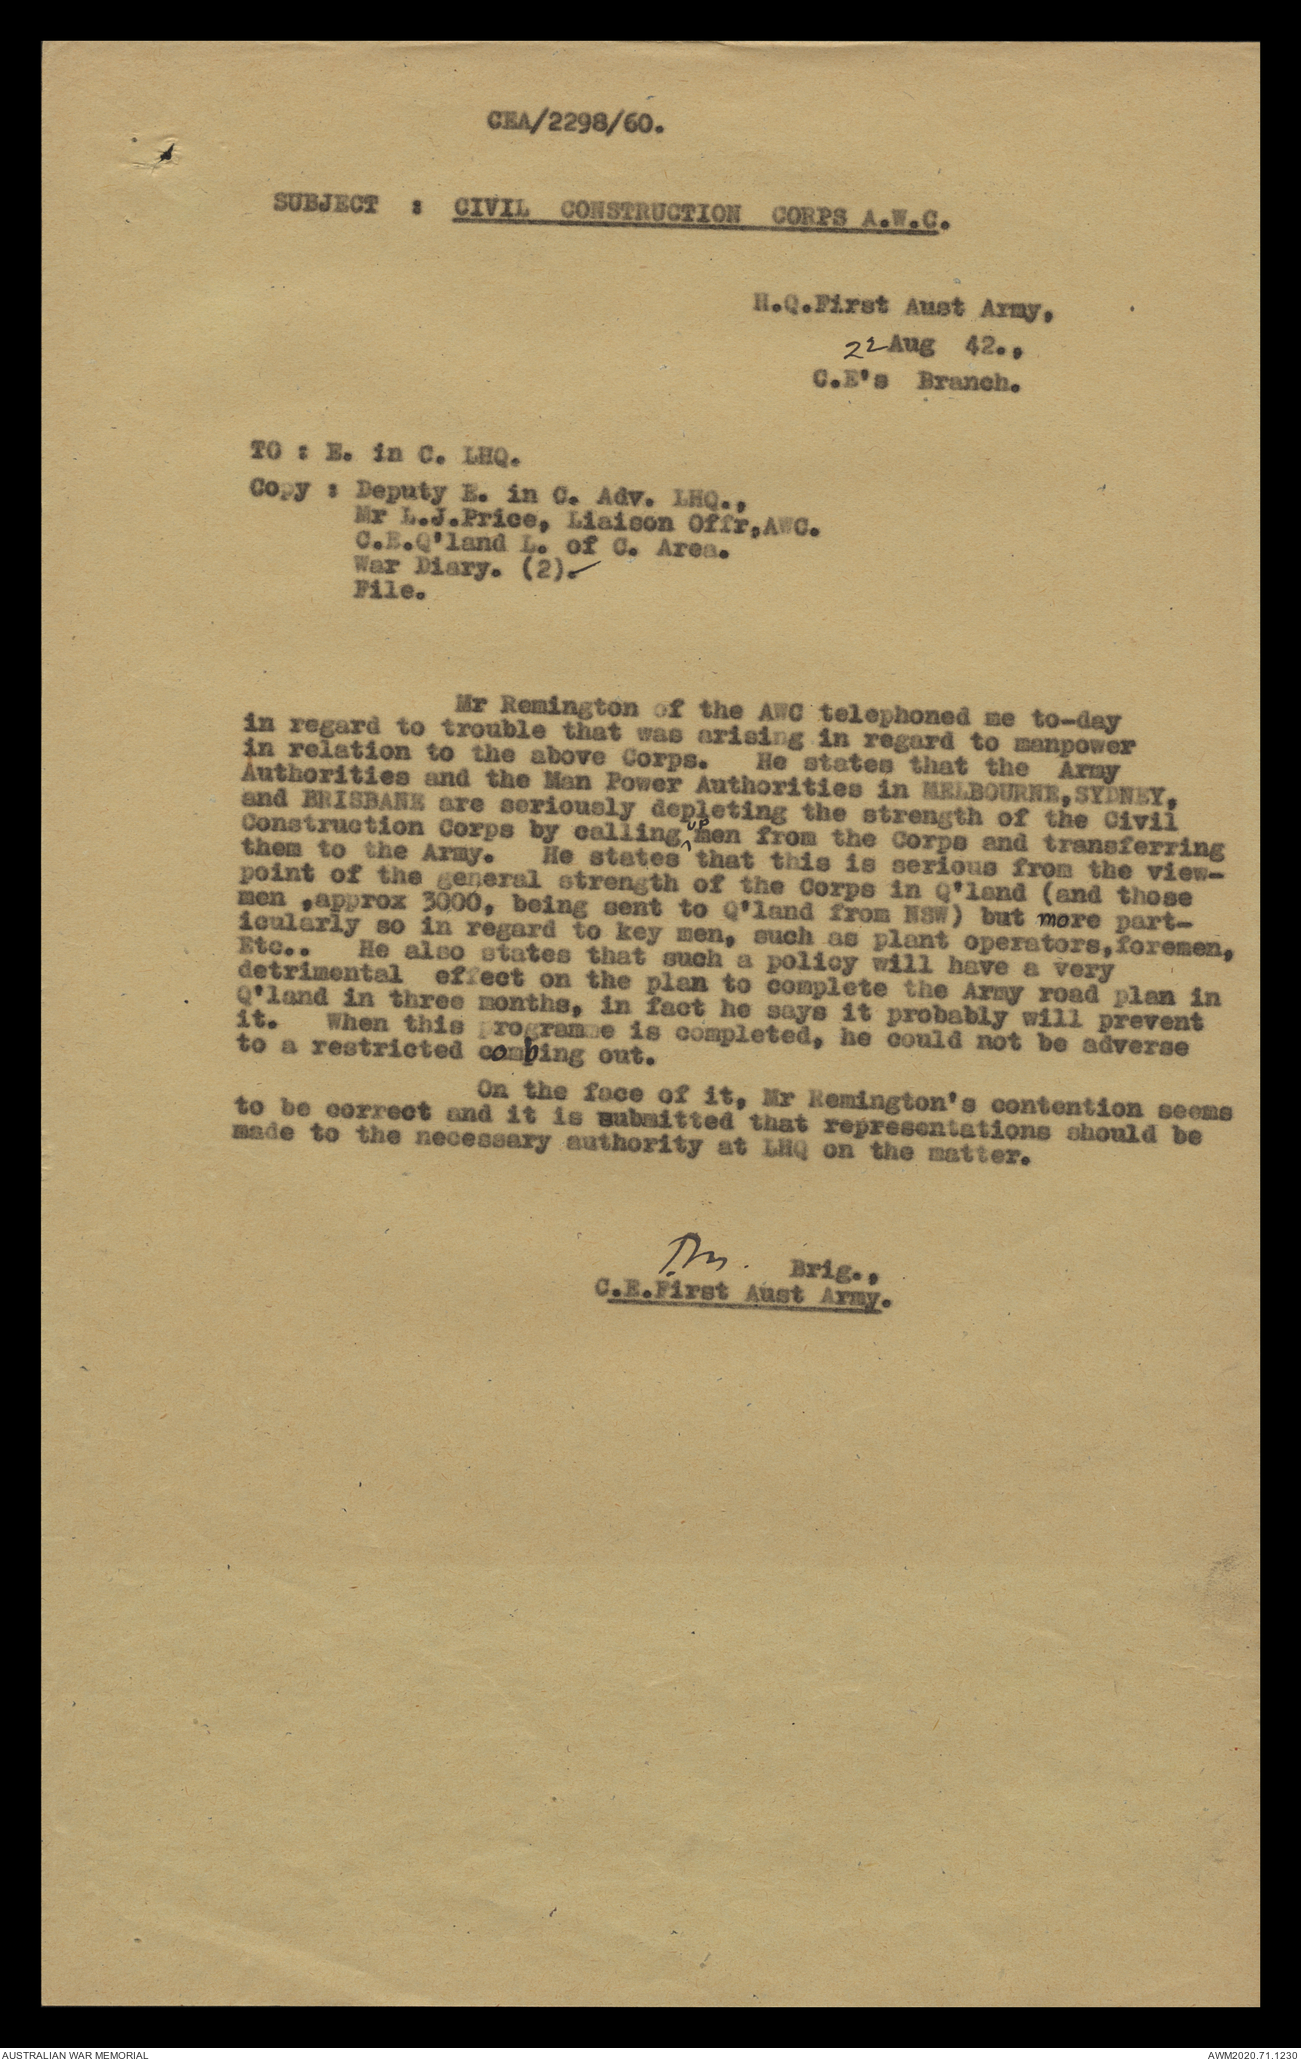 CEA/2298/60.
SUBJECT : CIVIL CONSTRUCTION CORPS A.W.C.
H.Q.First Aust Army,
22 Aug 42.,
C.E's Branch.
TO : E. in C. LHQ.
Copy : Deputy E. in C. Adv. LHQ.,
Mr L.J.Price, Liaison Offr,AWC.
C.E.Q'land L. of C. Area.
War Diary. (2).
File.
Mr Remington of the AWC telephoned me to-day
in regard to trouble that was arising in regard to manpower
in relation to the above Corps. He states that the Army
Authorities and the Man Power Authorities in MELBOURNE,SYDNEY,
and BRISBANE are seriously depleting the strength of the Civil
Construction Corps by calling up men from the Corps and transferring
them to the Army. He states that this is serious from the view-
point of the general strength of the Corps in Q'land (and those
men ,approx 3000, being sent to Q'land from NSW) but more part-
icularly so in regard to key men, such as plant operators,foremen,
Etc.. He also states that such a policy will have a very
detrimental effect on the plan to complete the Army road plan in
Q'land in three months, in fact he says it probably will prevent
it. When this programme is completed, he could not be adverse
to a restricted combing out.
On the face of it, Mr Remington's contention seems
to be correct and it is submitted that representations should be
made to the necessary authority at LHQ on the matter.
Brig.,
C.E.First Aust Army.
AUSTRALIAN WAR MEMORIAL
AWM2020.71.1230